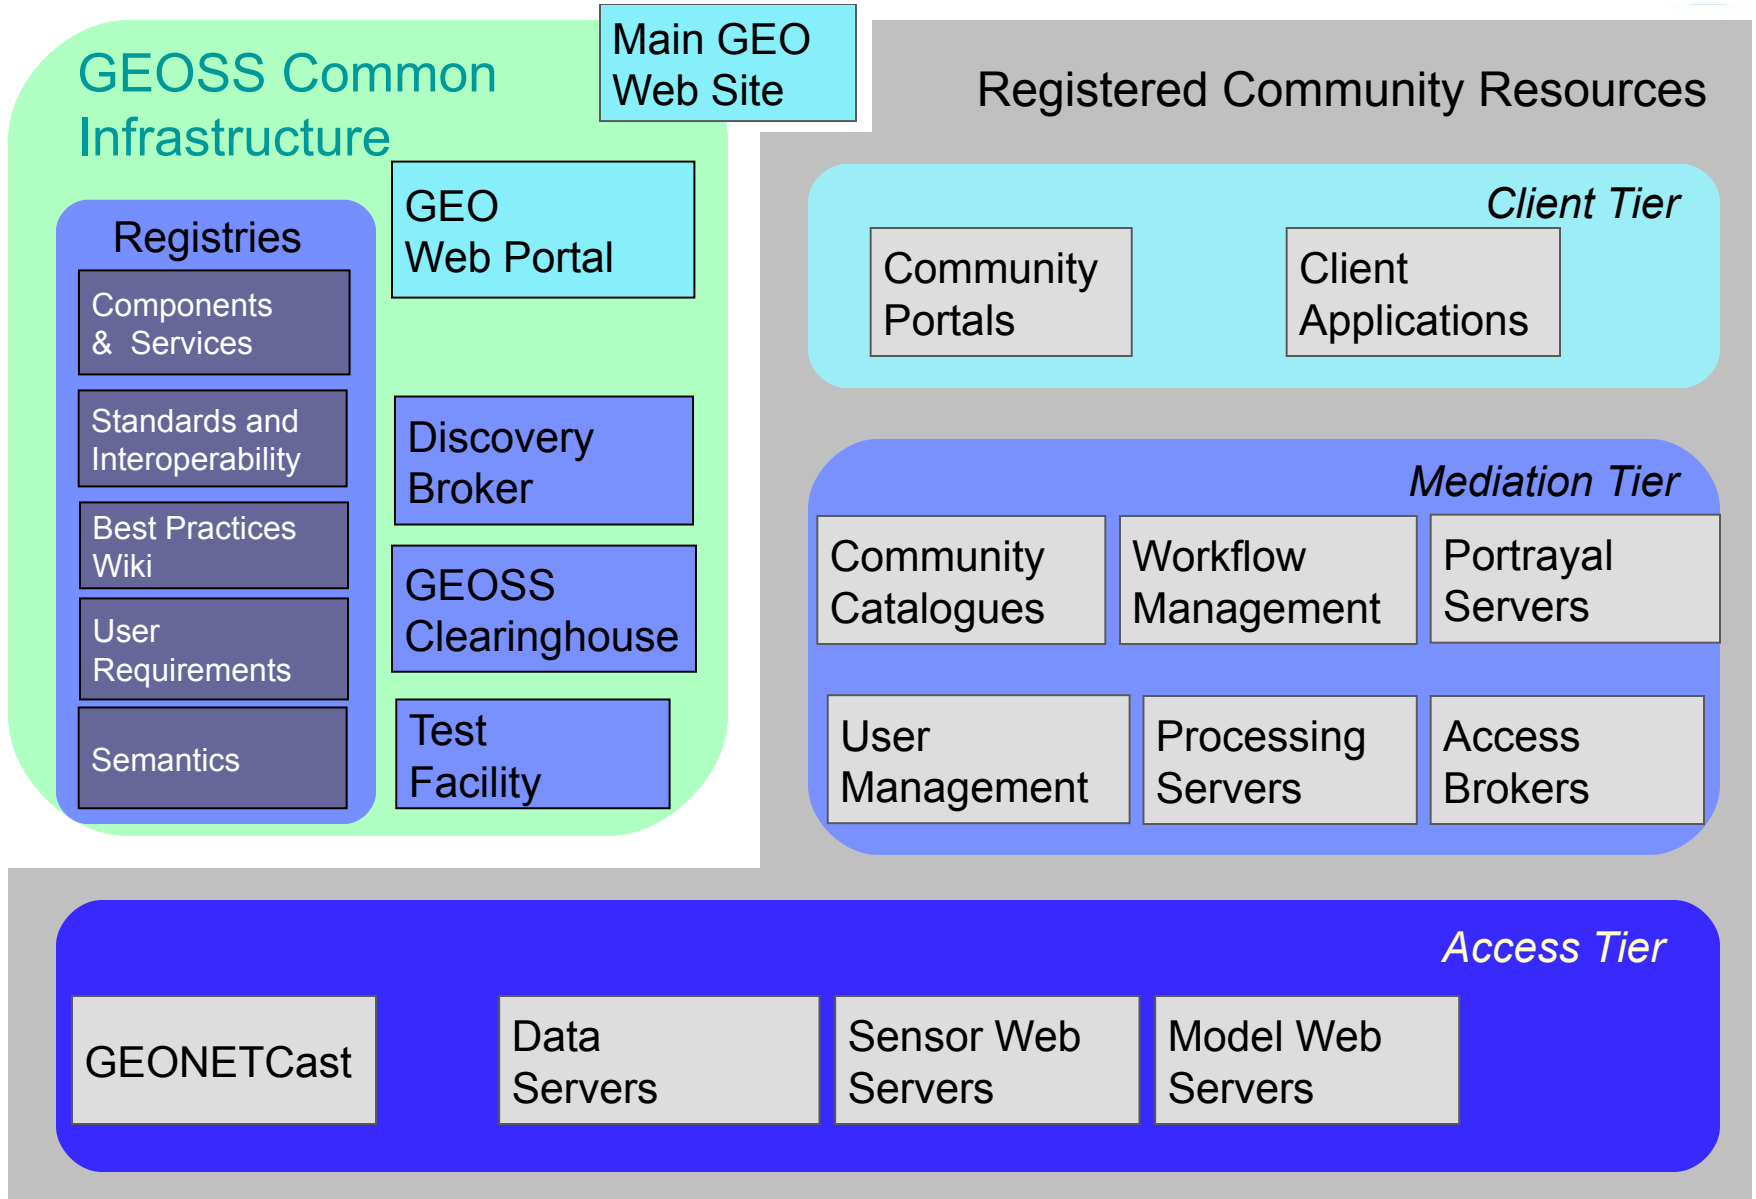 GEOSS Common
Infrastructure
Main GEO
Web Site
GEO
Web Portal
Registries
Components
& Services
Standards and
Interoperability
Best Practices
Wiki
User
Requirements
Semantics
Discovery
Broker
GEOSS
Clearinghouse
Test
Facility
Registered Community Resources
Client Tier
Community
Portals
Client
Applications
Mediation Tier
Community
Catalogues
Workflow
Management
Portrayal
Servers
User
Management
Processing
Servers
Access
Brokers
Access Tier
GEONETCast
Data
Servers
Sensor Web
Servers
Model Web
Servers